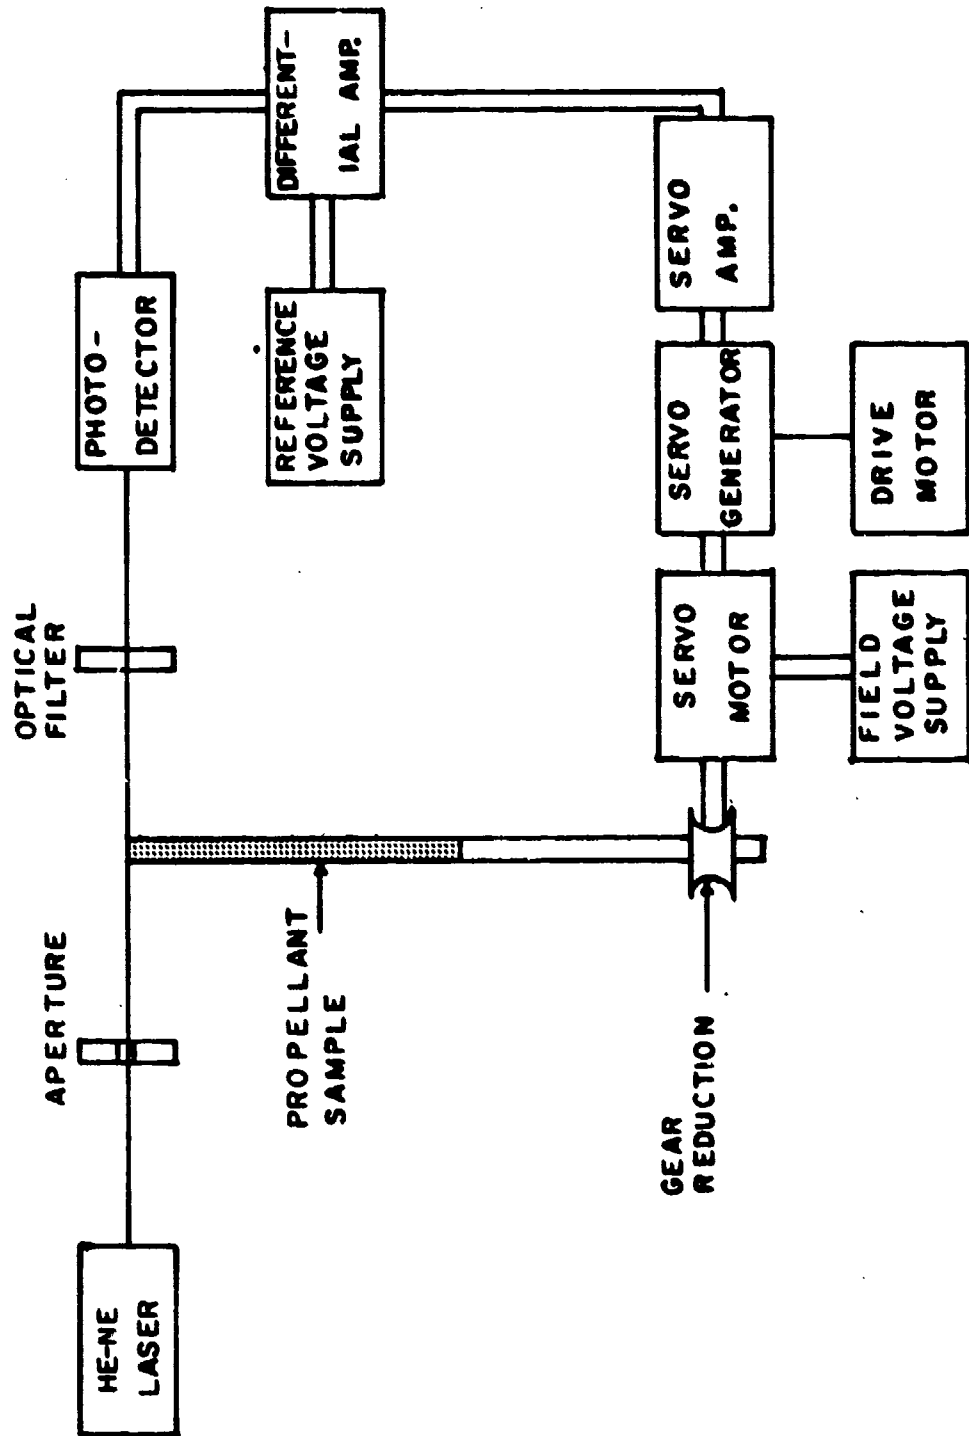 HE-NE
LASER
APERTURE
OPTICAL
FILTER
PHOTO-
DETECTOR
DIFFERENT-
IAL AMP.
REFERENCE
VOLTAGE
SUPPLY
PROPELLANT
SAMPLE
GEAR
REDUCTION
SERVO
MOTOR
SERVO
GENERATOR
SERVO
AMP.
FIELD
VOLTAGE
SUPPLY
DRIVE
MOTOR